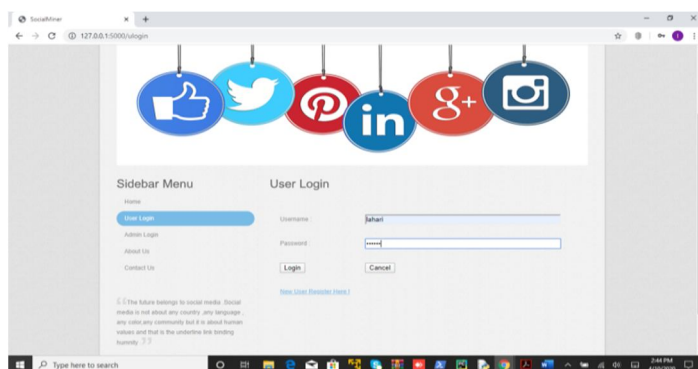 SocialMiner
127.0.0.1:5000/ulogin
in
g+
Sidebar Menu
Home
User Login
Admin Login
About Us
Contact Us
The future belongs to social media. Social
media is not about any country ,any language ,
any color,any community but it is about human
values and that is the underline link binding
humnity
User Login
Username :
lahari
Password :
Login
Cancel
New User Register Here !
Type here to search
2:44 PM